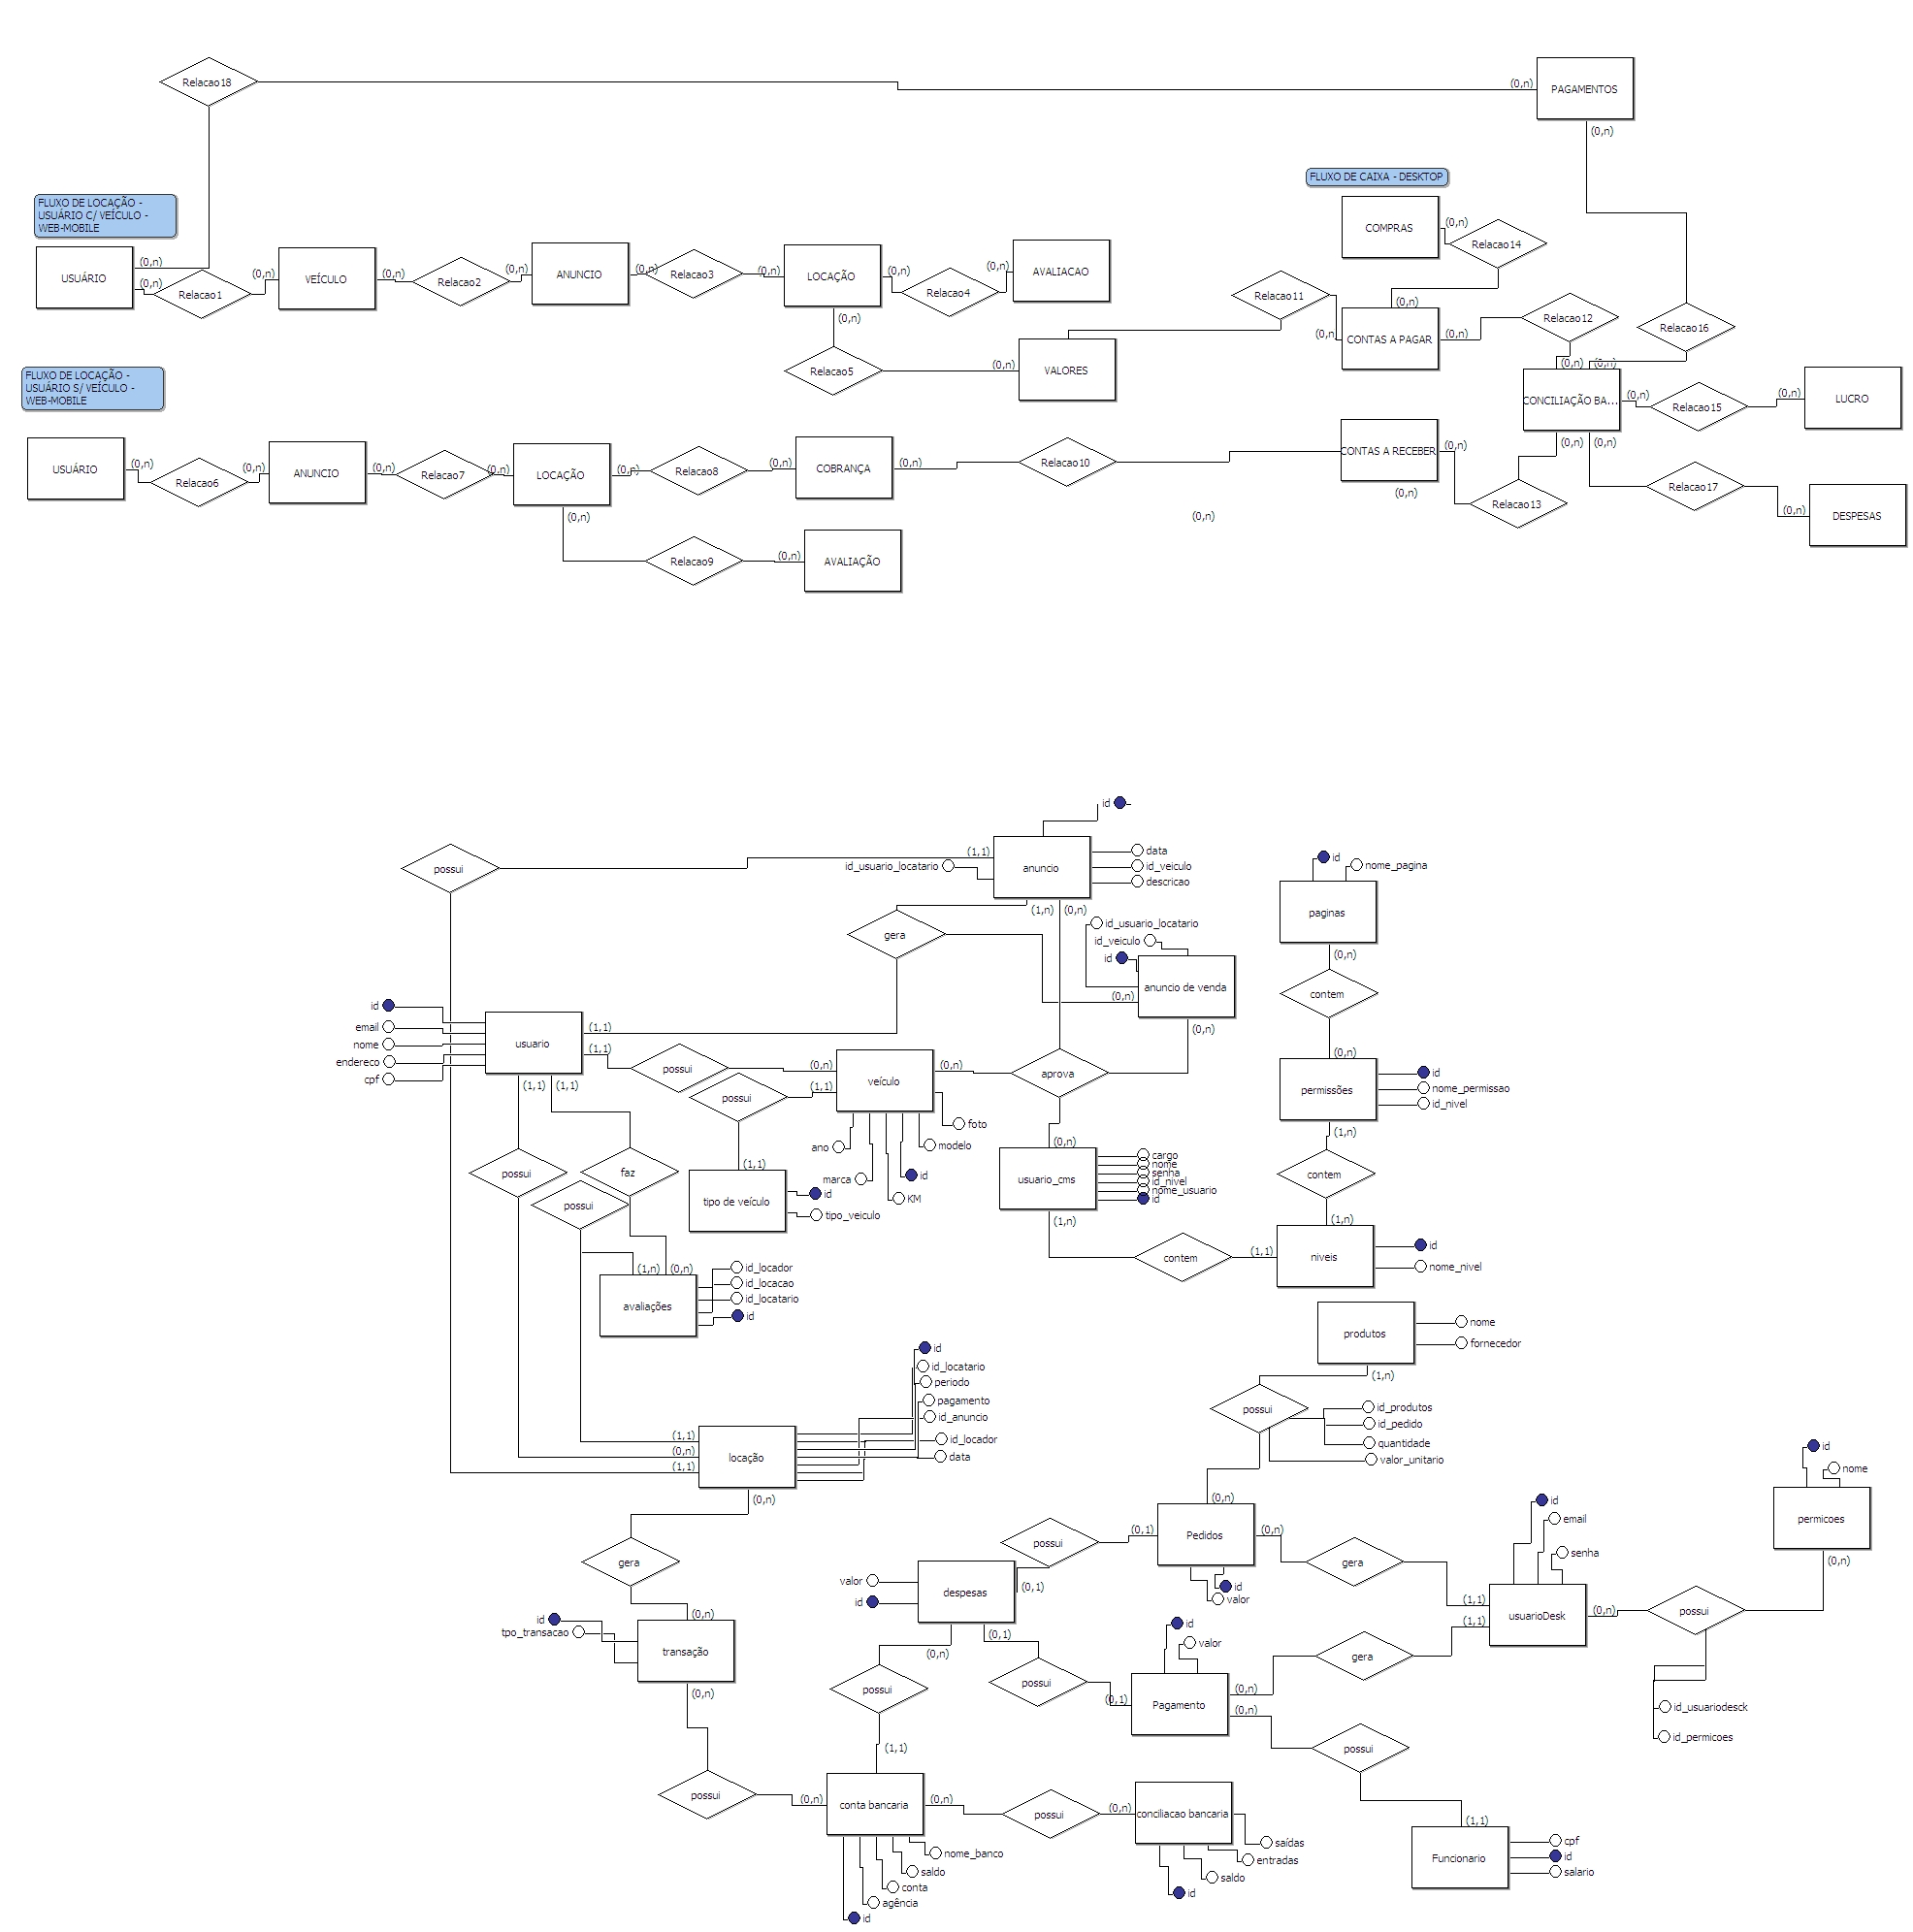 Relacao18
(0,n)
PAGAMENTOS
(0,n)
FLUXO DE CAIXA - DESKTOP
FLUXO DE LOCAÇÃO -
USUÁRIO C/ VEÍCULO -
WEB-MOBILE
COMPRAS
(0,n)
Relacao14
USUÁRIO
(0,n)
(0,n)
Relacao1
(0,n)
VEÍCULO
(0,n)
Relacao2
(0,n)
ANUNCIO
(0,n)
Relacao3
(0,n)
LOCAÇÃO
(0,n)
Relacao4
(0,n)
AVALIACAO
(0,n)
Relacao11
(0,n)
(0,n)
CONTAS A PAGAR
(0,n)
Relacao12
Relacao16
Relacao5
(0,n)
VALORES
FLUXO DE LOCAÇÃO -
USUÁRIO S/ VEÍCULO -
WEB-MOBILE
(0,n)
(0,n)
CONCILIAÇÃO BA...
(0,n)
Relacao15
(0,n)
LUCRO
(0,n)
(0,n)
USUÁRIO
(0,n)
Relacao6
(0,n)
ANUNCIO
(0,n)
Relacao7
(0,n)
LOCAÇÃO
(0,n)
Relacao8
(0,n)
COBRANÇA
(0,n)
Relacao10
CONTAS A RECEBER
(0,n)
(0,n)
Relacao13
Relacao17
(0,n)
DESPESAS
(0,n)
(0,n)
Relacao9
(0,n)
AVALIAÇÃO
id
possui
(1,1)
id_usuario_locatario
anuncio
data
id_veiculo
descricao
(1,n)
(0,n)
id
nome_pagina
paginas
(0,n)
gera
id_usuario_locatario
id_veiculo
id
anuncio de venda
(0,n)
(0,n)
contem
(0,n)
id
email
nome
endereco
cpf
usuario
(1,1)
(1,1)
(1,1)
(1,1)
possui
(0,n)
possui
(1,1)
veículo
(0,n)
aprova
permissões
id
nome_permissao
id_nivel
(1,n)
foto
modelo
ano
id
marca
KM
possui
faz
possui
(1,1)
tipo de veículo
id
tipo_veiculo
(0,n)
usuario_cms
cargo
nome
senha
id_nivel
nome_usuario
id
(1,n)
contem
(1,n)
contem
(1,1)
niveis
id
nome_nivel
(1,n)
(0,n)
avaliações
id_locador
id_locacao
id_locatario
id
produtos
nome
fornecedor
(1,n)
id
id_locatario
periodo
pagamento
id_anuncio
id_locador
data
(1,1)
(0,n)
(1,1)
locação
(0,n)
possui
id_produtos
id_pedido
quantidade
valor_unitario
(0,n)
id
nome
permicoes
(0,n)
gera
possui
(0,1)
Pedidos
(0,n)
id
valor
gera
id
email
senha
(1,1)
(1,1)
usuarioDesk
(0,n)
possui
id_usuariodesck
id_permicoes
valor
id
despesas
(0,1)
(0,n)
(0,1)
id
tpo_transacao
(0,n)
transação
(0,n)
possui
possui
id
valor
(0,1)
Pagamento
(0,n)
(0,n)
gera
possui
(1,1)
possui
(0,n)
conta bancaria
(0,n)
possui
(0,n)
conciliacao bancaria
saídas
entradas
saldo
id
nome_banco
saldo
conta
agência
id
(1,1)
Funcionario
cpf
id
salario